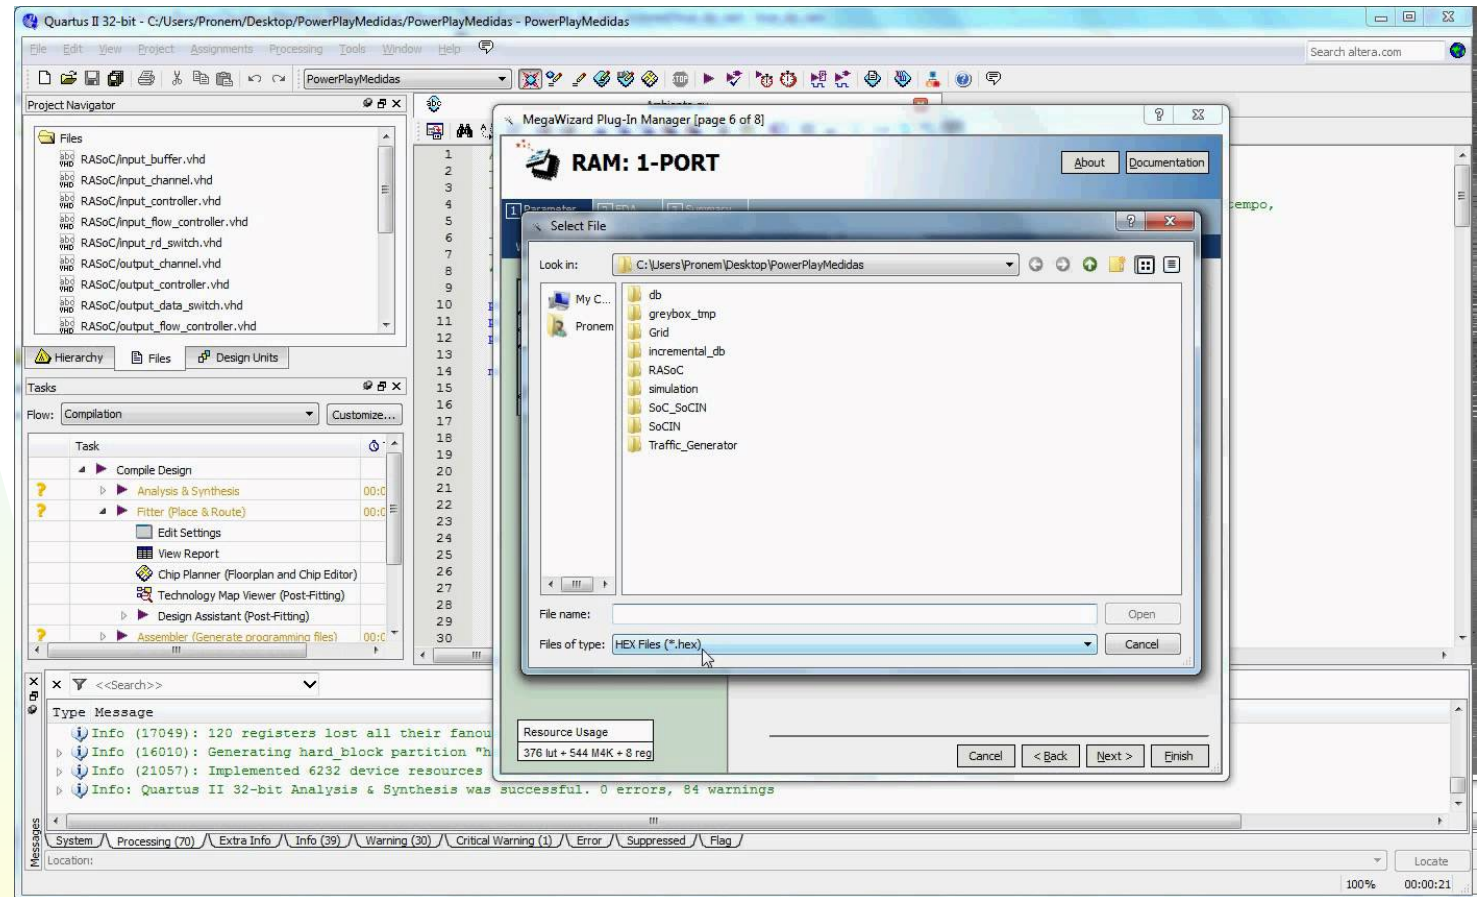 Quartus II 32-bit - C:/Users/Pronem/Desktop/PowerPlayMedidas/PowerPlayMedidas - PowerPlayMedidas
File Edit View Project Assignments Processing Tools Window Help
Search altera.com
PowerPlayMedidas
Project Navigator
Files
RASoC/input_buffer.vhd
RASoC/input_channel.vhd
RASoC/input_controller.vhd
RASoC/input_flow_controller.vhd
RASoC/input_rd_switch.vhd
RASoC/output_channel.vhd
RASoC/output_controller.vhd
RASoC/output_data_switch.vhd
RASoC/output_flow_controller.vhd
Hierarchy Files Design Units
Tasks
Flow: Compilation Customize...
Task
Compile Design
Analysis & Synthesis
Fitter (Place & Route)
Edit Settings
View Report
Chip Planner (Floorplan and Chip Editor)
Technology Map Viewer (Post-Fitting)
Design Assistant (Post-Fitting)
Assembler (Generate programming files)
1
2
3
4
5
6
7
8
9
10
11
12
13
14
15
16
17
18
19
20
21
22
23
24
25
26
27
28
29
30
tempo,
MegaWizard Plug-In Manager [page 6 of 8]
RAM: 1-PORT
About Documentation
1 Parameter 2 EDA 3 Summary
Select File
Look in: C:\Users\Pronem\Desktop\PowerPlayMedidas
My C...
Pronem
db
greybox_tmp
Grid
incremental_db
RASoC
simulation
SoC_SoCIN
SoCIN
Traffic_Generator
File name: Open
Files of type: HEX Files (*.hex) Cancel
Resource Usage
376 lut + 544 M4K + 8 reg
Cancel < Back Next > Finish
<<Search>>
Type Message
Info (17049): 120 registers lost all their fanou
Info (16010): Generating hard_block partition "h
Info (21057): Implemented 6232 device resources
Info: Quartus II 32-bit Analysis & Synthesis was successful. 0 errors, 84 warnings
System Processing (70) Extra Info Info (39) Warning (30) Critical Warning (1) Error Suppressed Flag
Messages
Location: Locate
100% 00:00:21